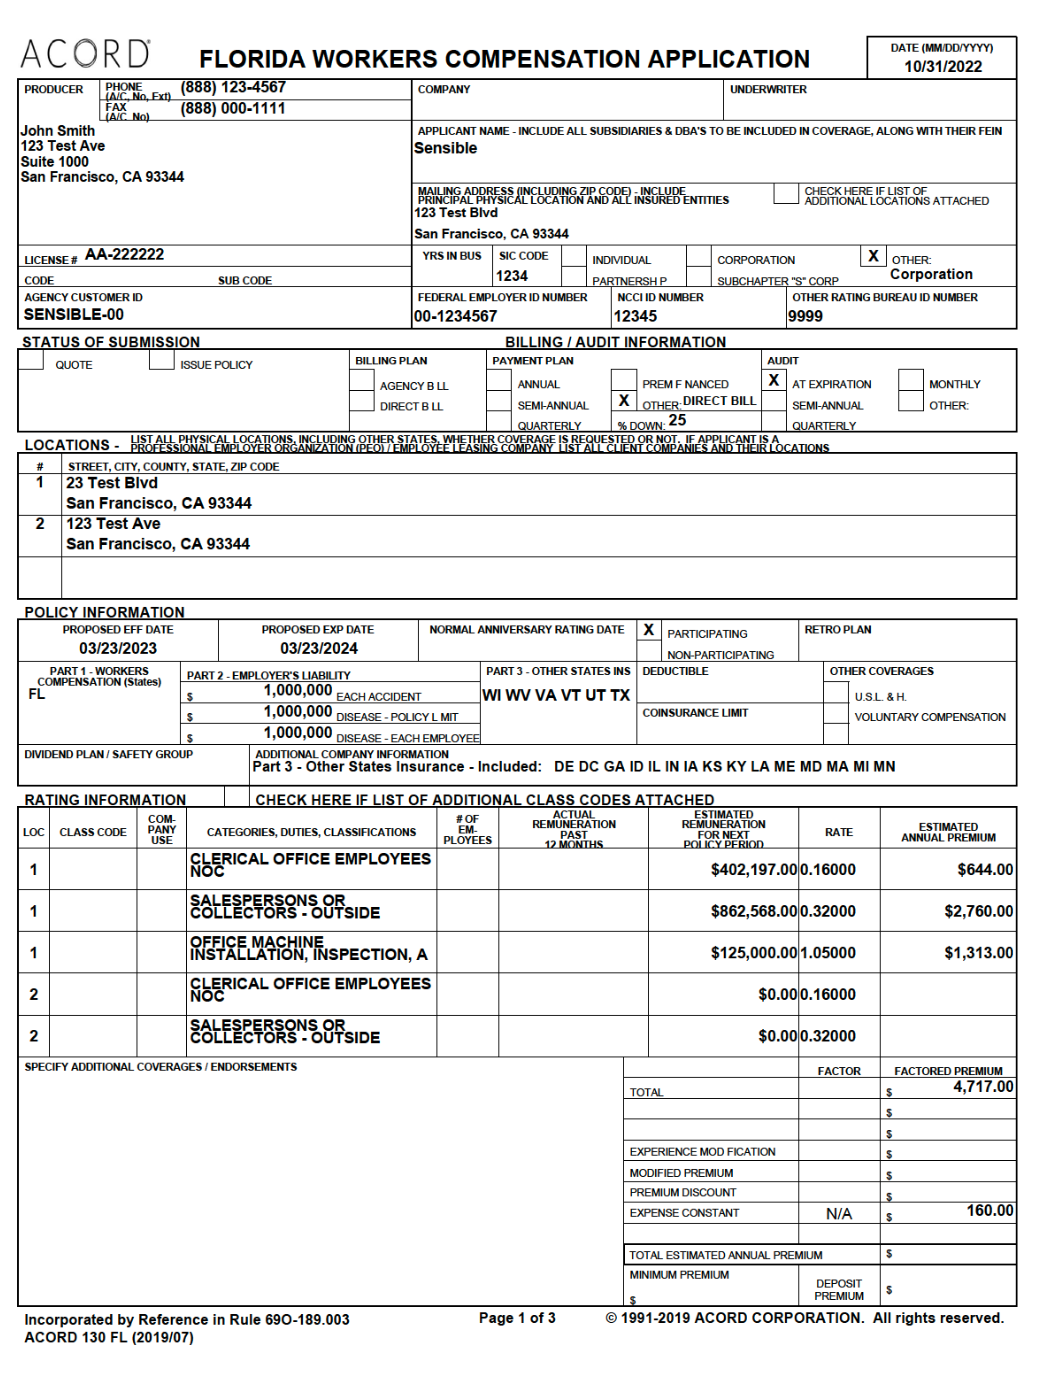 ACORD
FLORIDA WORKERS COMPENSATION APPLICATION
DATE (MM/DD/YYYY)
10/31/2022
PRODUCER
PHONE (A/C, No, Ext) (888) 123-4567
FAX (A/C. No) (888) 000-1111
John Smith
123 Test Ave
Suite 1000
San Francisco, CA 93344
COMPANY
UNDERWRITER
APPLICANT NAME - INCLUDE ALL SUBSIDIARIES & DBA'S TO BE INCLUDED IN COVERAGE, ALONG WITH THEIR FEIN
Sensible
MAILING ADDRESS (INCLUDING ZIP CODE) - INCLUDE
PRINCIPAL PHYSICAL LOCATION AND ALL INSURED ENTITIES
CHECK HERE IF LIST OF
ADDITIONAL LOCATIONS ATTACHED
123 Test Blvd
San Francisco, CA 93344
LICENSE # AA-222222
CODE SUB CODE
YRS IN BUS
SIC CODE
1234
INDIVIDUAL
PARTNERSH P
CORPORATION
SUBCHAPTER "S" CORP
X OTHER:
Corporation
AGENCY CUSTOMER ID
SENSIBLE-00
FEDERAL EMPLOYER ID NUMBER
00-1234567
NCCI ID NUMBER
12345
OTHER RATING BUREAU ID NUMBER
9999
STATUS OF SUBMISSION
BILLING / AUDIT INFORMATION
QUOTE
ISSUE POLICY
BILLING PLAN
AGENCY B LL
DIRECT B LL
PAYMENT PLAN
ANNUAL
SEMI-ANNUAL
QUARTERLY
PREM F NANCED
X OTHER: DIRECT BILL
% DOWN: 25
AUDIT
X AT EXPIRATION
SEMI-ANNUAL
QUARTERLY
MONTHLY
OTHER:
LOCATIONS - LIST ALL PHYSICAL LOCATIONS, INCLUDING OTHER STATES, WHETHER COVERAGE IS REQUESTED OR NOT. IF APPLICANT IS A
PROFESSIONAL EMPLOYER ORGANIZATION (PEO) / EMPLOYEE LEASING COMPANY LIST ALL CLIENT COMPANIES AND THEIR LOCATIONS
# STREET, CITY, COUNTY, STATE, ZIP CODE
1 23 Test Blvd
San Francisco, CA 93344
2 123 Test Ave
San Francisco, CA 93344
POLICY INFORMATION
PROPOSED EFF DATE
03/23/2023
PROPOSED EXP DATE
03/23/2024
NORMAL ANNIVERSARY RATING DATE
X PARTICIPATING
NON-PARTICIPATING
RETRO PLAN
PART 1 - WORKERS
COMPENSATION (States)
FL
PART 2 - EMPLOYER'S LIABILITY
$ 1,000,000 EACH ACCIDENT
$ 1,000,000 DISEASE - POLICY L MIT
$ 1,000,000 DISEASE - EACH EMPLOYEE
PART 3 - OTHER STATES INS
WI WV VA VT UT TX
DEDUCTIBLE
COINSURANCE LIMIT
OTHER COVERAGES
U.S.L. & H.
VOLUNTARY COMPENSATION
DIVIDEND PLAN / SAFETY GROUP
ADDITIONAL COMPANY INFORMATION
Part 3 - Other States Insurance - Included: DE DC GA ID IL IN IA KS KY LA ME MD MA MI MN
RATING INFORMATION
CHECK HERE IF LIST OF ADDITIONAL CLASS CODES ATTACHED
LOC
CLASS CODE
COM-
PANY
USE
CATEGORIES, DUTIES, CLASSIFICATIONS
# OF
EM-
PLOYEES
ACTUAL
REMUNERATION
PAST
12 MONTHS
ESTIMATED
REMUNERATION
FOR NEXT
POLICY PERIOD
RATE
ESTIMATED
ANNUAL PREMIUM
1 CLERICAL OFFICE EMPLOYEES
NOC $402,197.00 0.16000 $644.00
1 SALESPERSONS OR
COLLECTORS - OUTSIDE $862,568.00 0.32000 $2,760.00
1 OFFICE MACHINE
INSTALLATION, INSPECTION, A $125,000.00 1.05000 $1,313.00
2 CLERICAL OFFICE EMPLOYEES
NOC $0.00 0.16000
2 SALESPERSONS OR
COLLECTORS - OUTSIDE $0.00 0.32000
SPECIFY ADDITIONAL COVERAGES / ENDORSEMENTS
FACTOR FACTORED PREMIUM
TOTAL $ 4,717.00
$
$
EXPERIENCE MOD FICATION $
MODIFIED PREMIUM $
PREMIUM DISCOUNT $
EXPENSE CONSTANT N/A $ 160.00
TOTAL ESTIMATED ANNUAL PREMIUM $
MINIMUM PREMIUM
$
DEPOSIT
PREMIUM $
Incorporated by Reference in Rule 69O-189.003
Page 1 of 3
© 1991-2019 ACORD CORPORATION. All rights reserved.
ACORD 130 FL (2019/07)